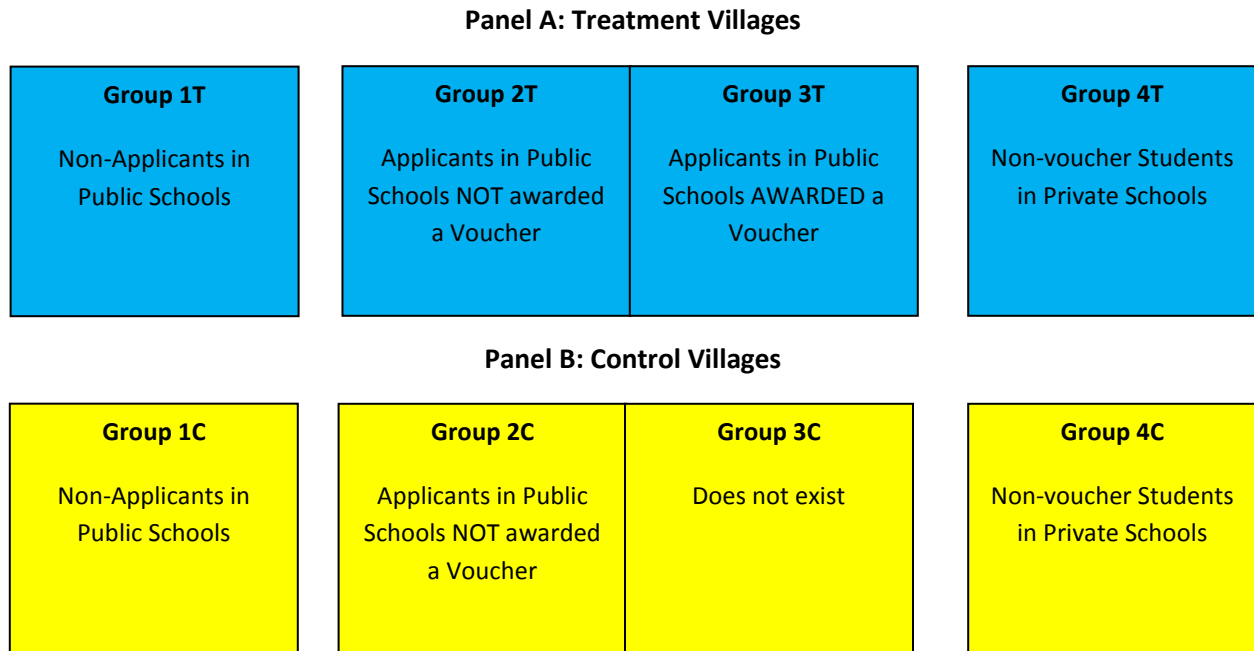 Panel A: Treatment Villages
Group 1T
Non-Applicants in
Public Schools
Group 2T
Applicants in Public
Schools NOT awarded
a Voucher
Group 3T
Applicants in Public
Schools AWARDED a
Voucher
Group 4T
Non-voucher Students
in Private Schools
Panel B: Control Villages
Group 1C
Non-Applicants in
Public Schools
Group 2C
Applicants in Public
Schools NOT awarded
a Voucher
Group 3C
Does not exist
Group 4C
Non-voucher Students
in Private Schools